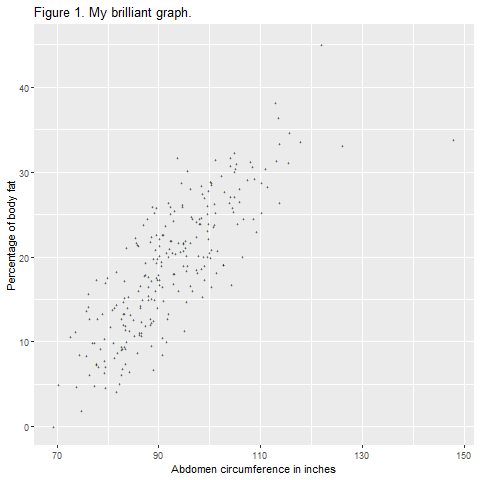 Figure 1. My brilliant graph.
40
30
20
10
0
Percentage of body fat
70 90 110 130 150
Abdomen circumference in inches